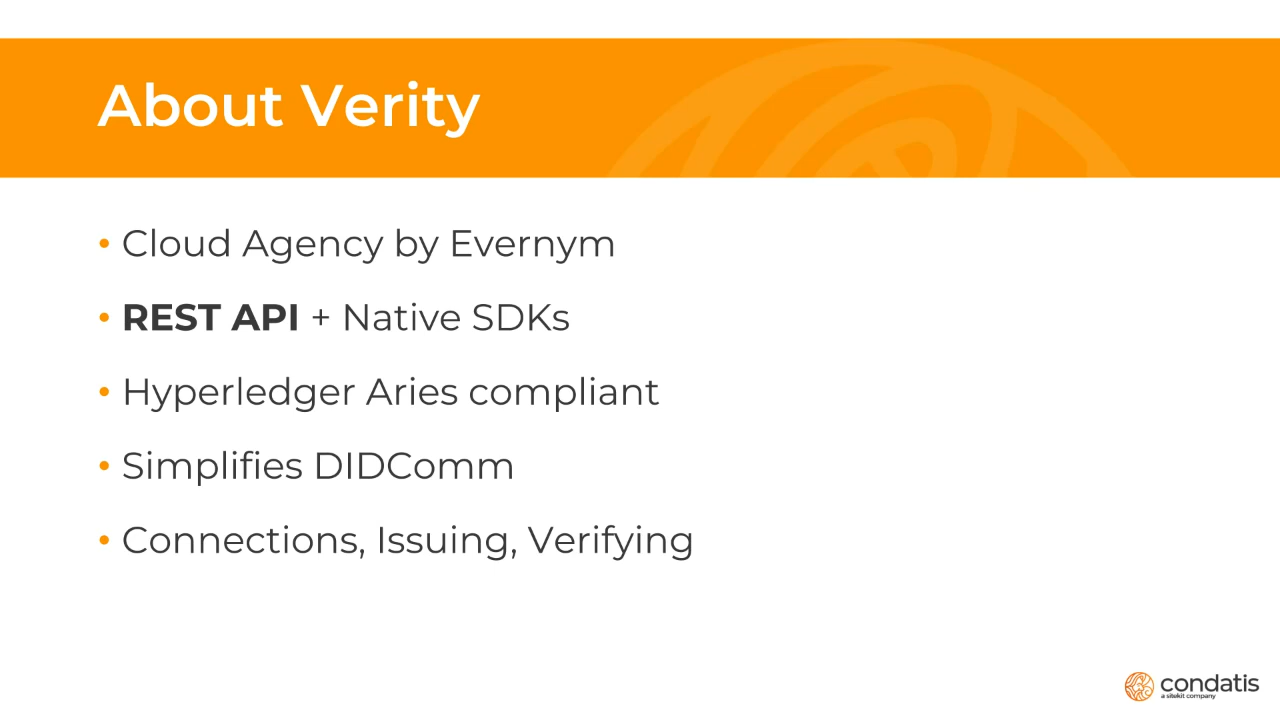 About Verity
• Cloud Agency by Evernym
• REST API + Native SDKs
• Hyperledger Aries compliant
• Simplifies DIDComm
• Connections, Issuing, Verifying
condatis
a sitekit company